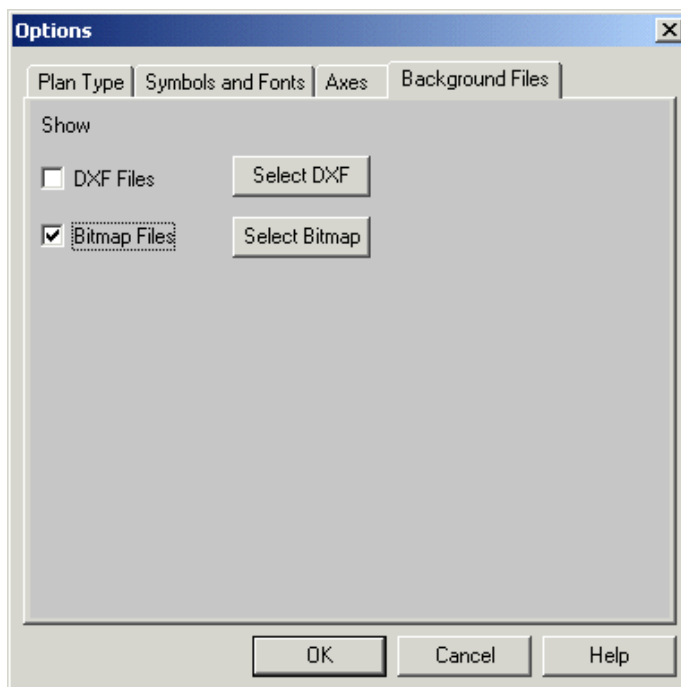 Options
Plan Type Symbols and Fonts Axes Background Files
Show
DXF Files Select DXF
Bitmap Files Select Bitmap
OK Cancel Help